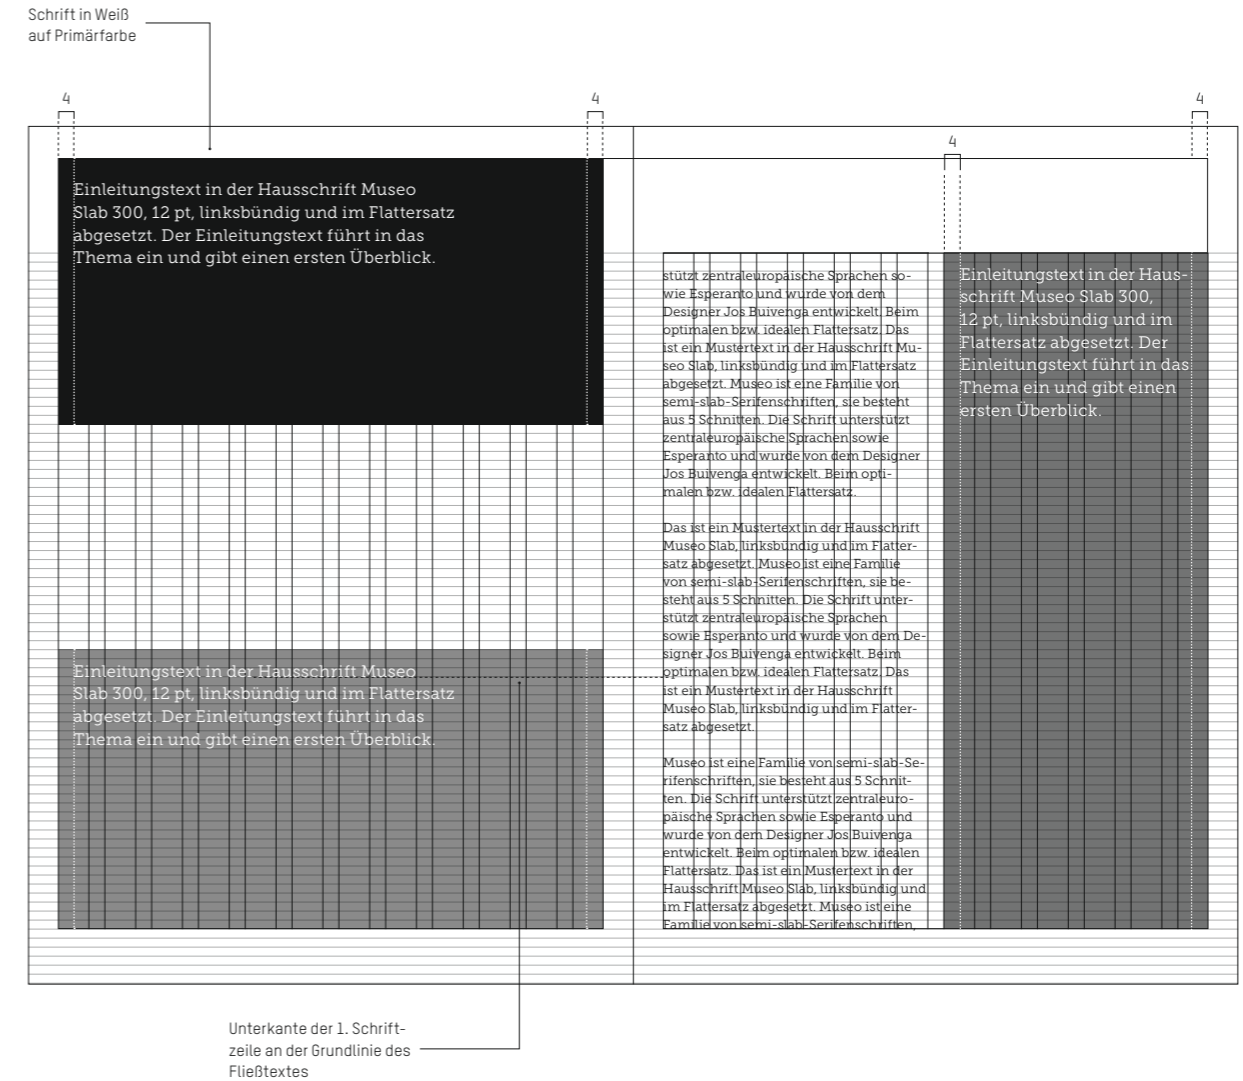 Schrift in Weiß
auf Primärfarbe
4
4
4
4
Einleitungstext in der Hausschrift Museo
Slab 300, 12 pt, linksbündig und im Flattersatz
abgesetzt. Der Einleitungstext führt in das
Thema ein und gibt einen ersten Überblick.
Einleitungstext in der Hausschrift Museo
Slab 300, 12 pt, linksbündig und im Flattersatz
abgesetzt. Der Einleitungstext führt in das
Thema ein und gibt einen ersten Überblick.
stützt zentraleuropäische Sprachen so-
wie Esperanto und wurde von dem
Designer Jos Buivenga entwickelt. Beim
optimalen bzw. idealen Flattersatz. Das
ist ein Mustertext in der Hausschrift Mu-
seo Slab, linksbündig und im Flattersatz
abgesetzt. Museo ist eine Familie von
semi-slab-Serifenschriften, sie besteht
aus 5 Schnitten. Die Schrift unterstützt
zentraleuropäische Sprachen sowie
Esperanto und wurde von dem Designer
Jos Buivenga entwickelt. Beim opti-
malen bzw. idealen Flattersatz.
Das ist ein Mustertext in der Hausschrift
Museo Slab, linksbündig und im Flatter-
satz abgesetzt. Museo ist eine Familie
von semi-slab-Serifenschriften, sie be-
steht aus 5 Schnitten. Die Schrift unter-
stützt zentraleuropäische Sprachen
sowie Esperanto und wurde von dem De-
signer Jos Buivenga entwickelt. Beim
optimalen bzw. idealen Flattersatz. Das
ist ein Mustertext in der Hausschrift
Museo Slab, linksbündig und im Flatter-
satz abgesetzt.
Museo ist eine Familie von semi-slab-Se-
rifenschriften, sie besteht aus 5 Schnit-
ten. Die Schrift unterstützt zentraleuro-
päische Sprachen sowie Esperanto und
wurde von dem Designer Jos Buivenga
entwickelt. Beim optimalen bzw. idealen
Flattersatz. Das ist ein Mustertext in der
Hausschrift Museo Slab, linksbündig und
im Flattersatz abgesetzt. Museo ist eine
Familie von semi-slab-Serifenschriften,
Einleitungstext in der Haus-
schrift Museo Slab 300,
12 pt, linksbündig und im
Flattersatz abgesetzt. Der
Einleitungstext führt in das
Thema ein und gibt einen
ersten Überblick.
Unterkante der 1. Schrift-
zeile an der Grundlinie des
Fließtextes